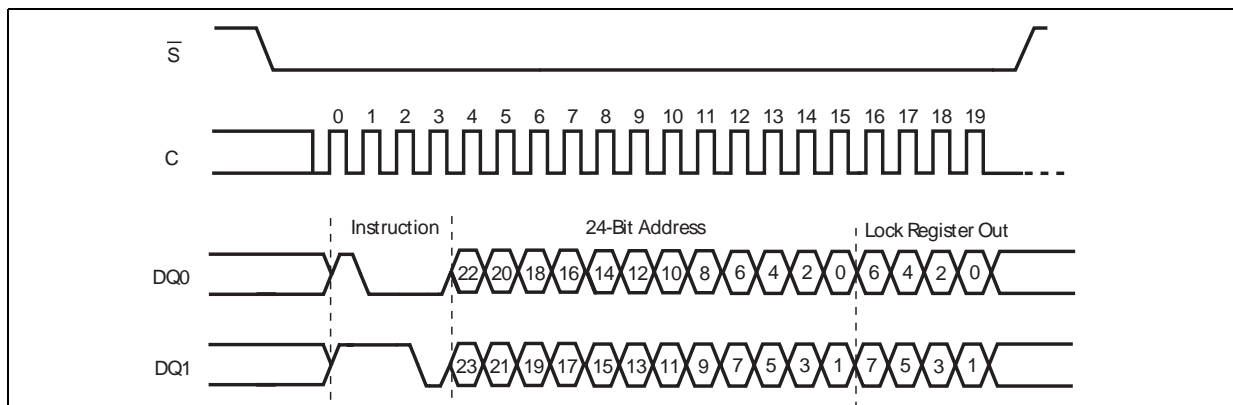 S
0 1 2 3 4 5 6 7 8 9 10 11 12 13 14 15 16 17 18 19
C
Instruction 24-Bit Address Lock Register Out
DQ0 22 20 18 16 14 12 10 8 6 4 2 0 6 4 2 0
DQ1 23 21 19 17 15 13 11 9 7 5 3 1 7 5 3 1